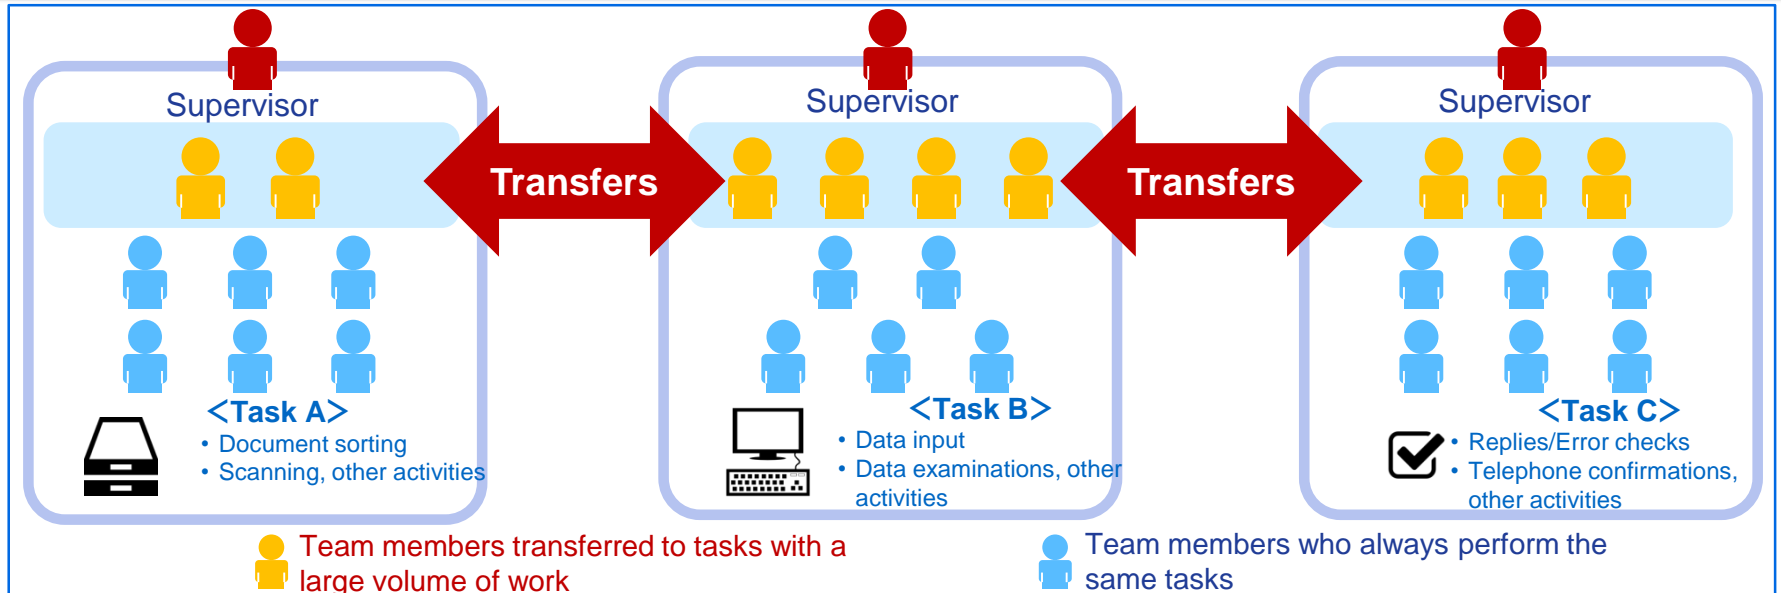 Supervisor
Supervisor
Supervisor
Transfers
Transfers
<Task A>
• Document sorting
• Scanning, other activities
<Task B>
• Data input
• Data examinations, other
activities
<Task C>
• Replies/Error checks
• Telephone confirmations,
other activities
Team members transferred to tasks with a
large volume of work
Team members who always perform the
same tasks